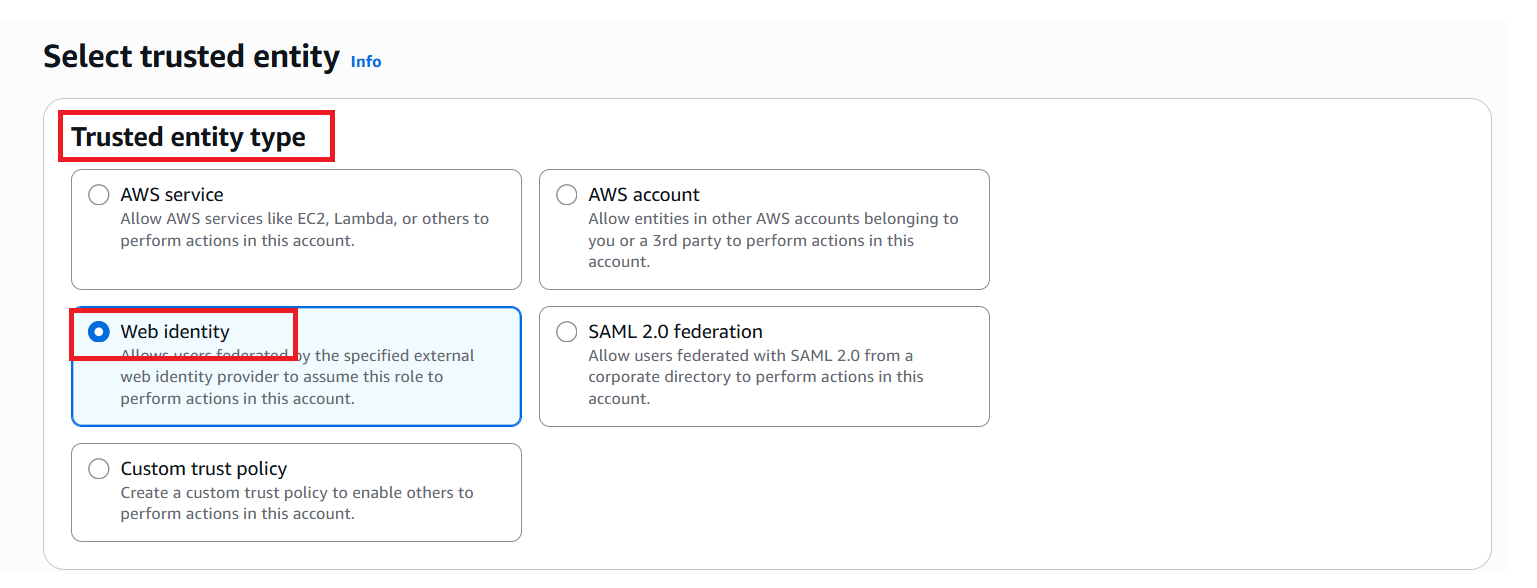 Select trusted entity Info
Trusted entity type
AWS service
Allow AWS services like EC2, Lambda, or others to
perform actions in this account.
AWS account
Allow entities in other AWS accounts belonging to
you or a 3rd party to perform actions in this
account.
Web identity
Allows users federated by the specified external
web identity provider to assume this role to
perform actions in this account.
SAML 2.0 federation
Allow users federated with SAML 2.0 from a
corporate directory to perform actions in this
account.
Custom trust policy
Create a custom trust policy to enable others to
perform actions in this account.